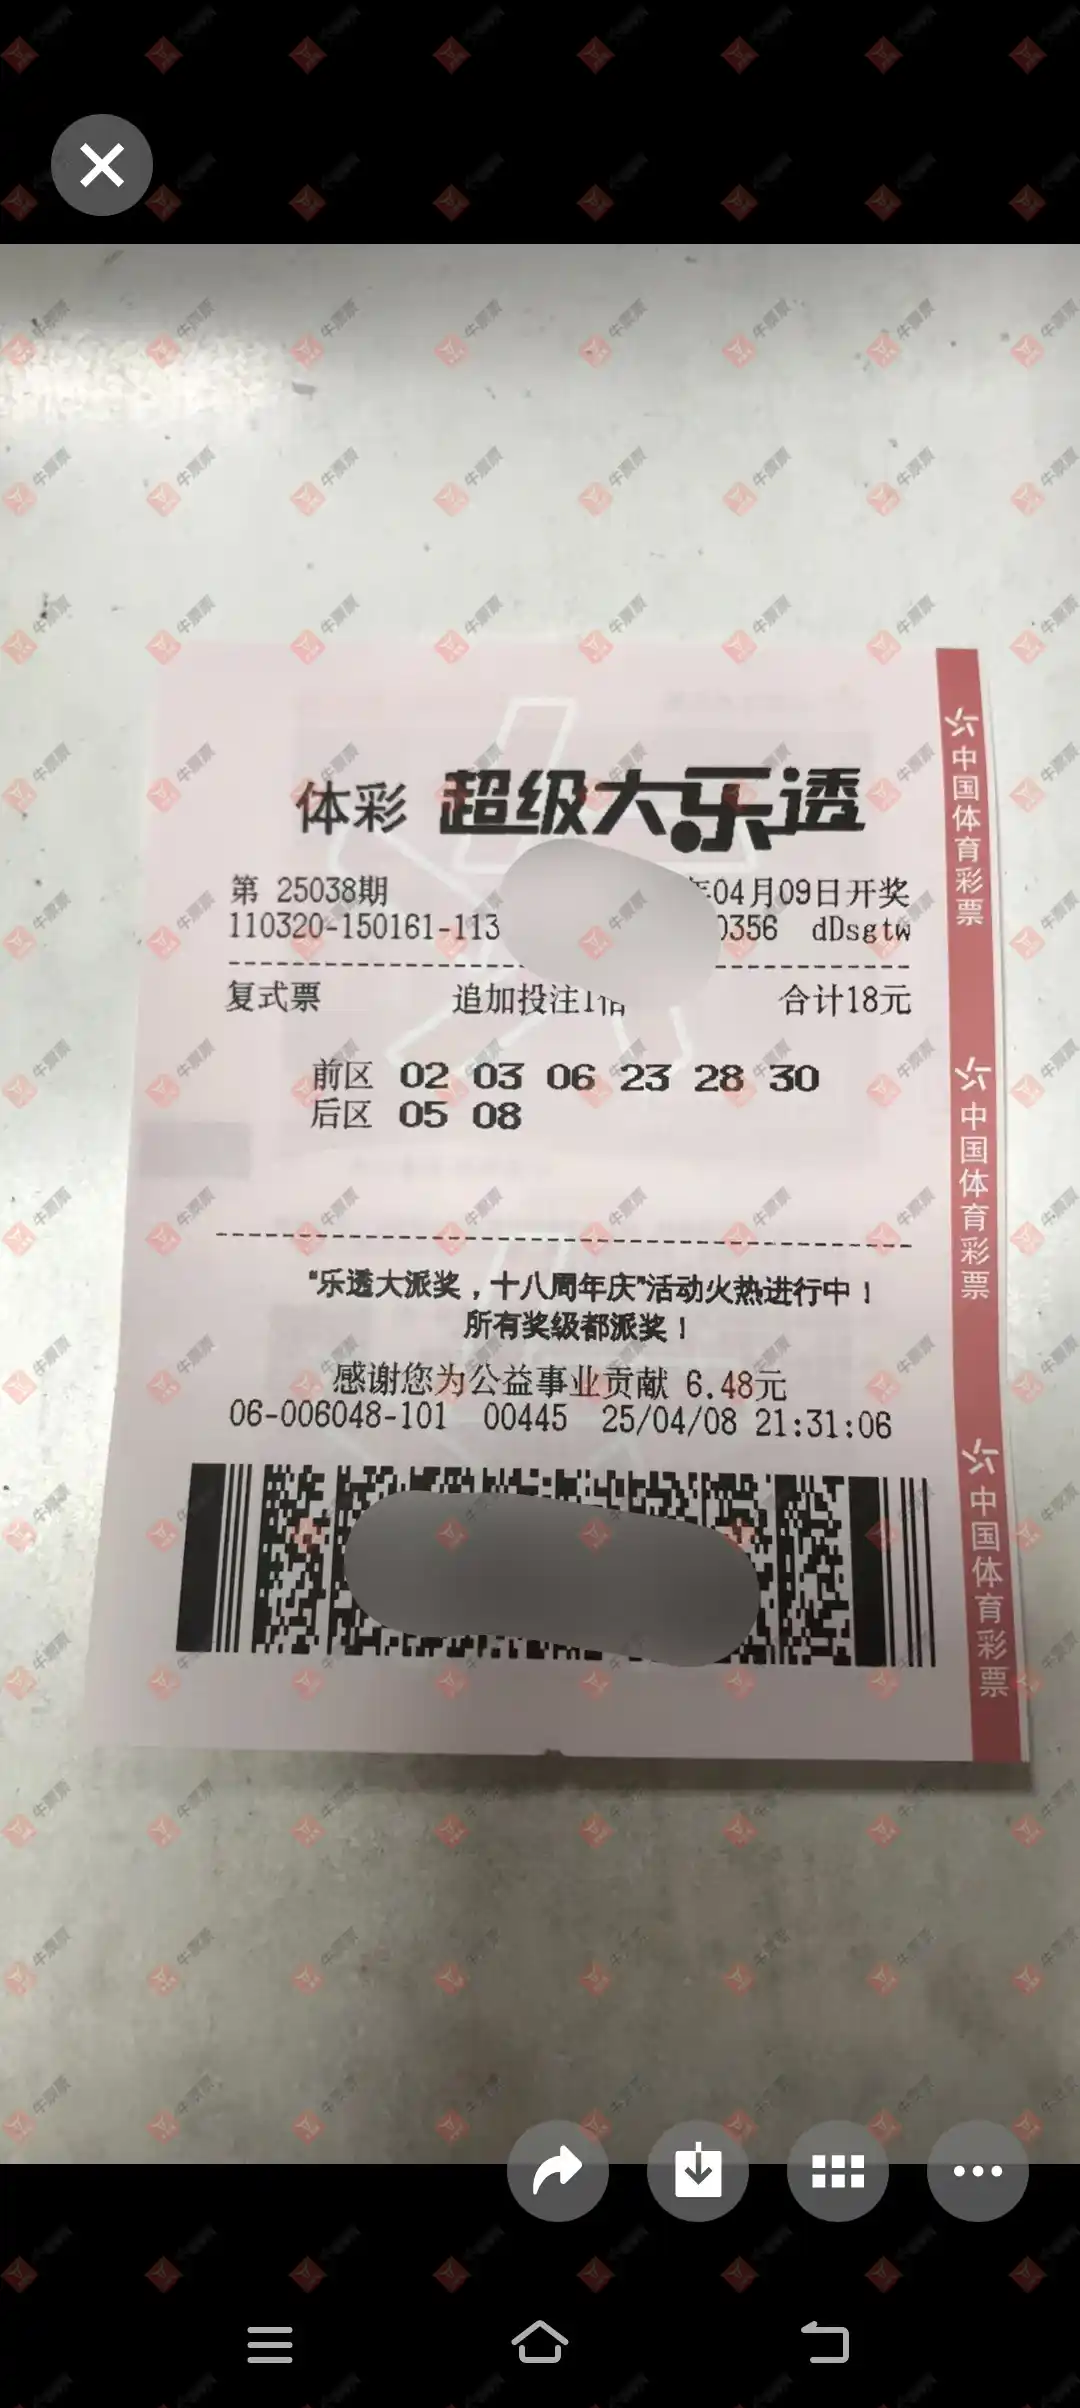 体彩 超级大乐透
第 25038期 年04月09日开奖
110320-150161-113 0356 dDsgtw
复式票 追加投注1倍 合计18元
前区 02 03 06 23 28 30
后区 05 08
“乐透大派奖，十八周年庆”活动火热进行中！
所有奖级都派奖！
感谢您为公益事业贡献 6.48元
06-006048-101 00445 25/04/08 21:31:06
中国体育彩票
中国体育彩票
中国体育彩票
牛票票